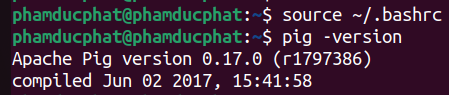 phamducphat@phamducphat:~$ source ~/.bashrc
phamducphat@phamducphat:~$ pig -version
Apache Pig version 0.17.0 (r1797386)
compiled Jun 02 2017, 15:41:58